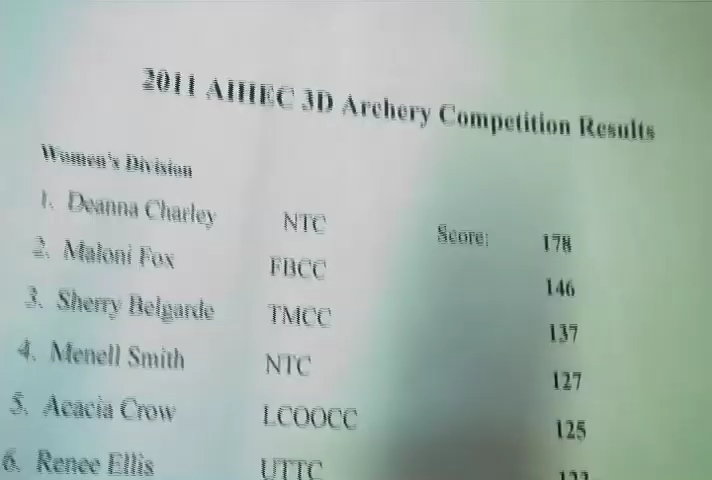 2011 AIHEC 3D Archery Competition Results
Women's Division
1. Deanna Charley NTC Score: 178
2. Maloni Fox FBCC 146
3. Sherry Belgarde TMCC 137
4. Menell Smith NTC 127
5. Acacia Crow LCOOCC 125
6. Renee Ellis UTTC